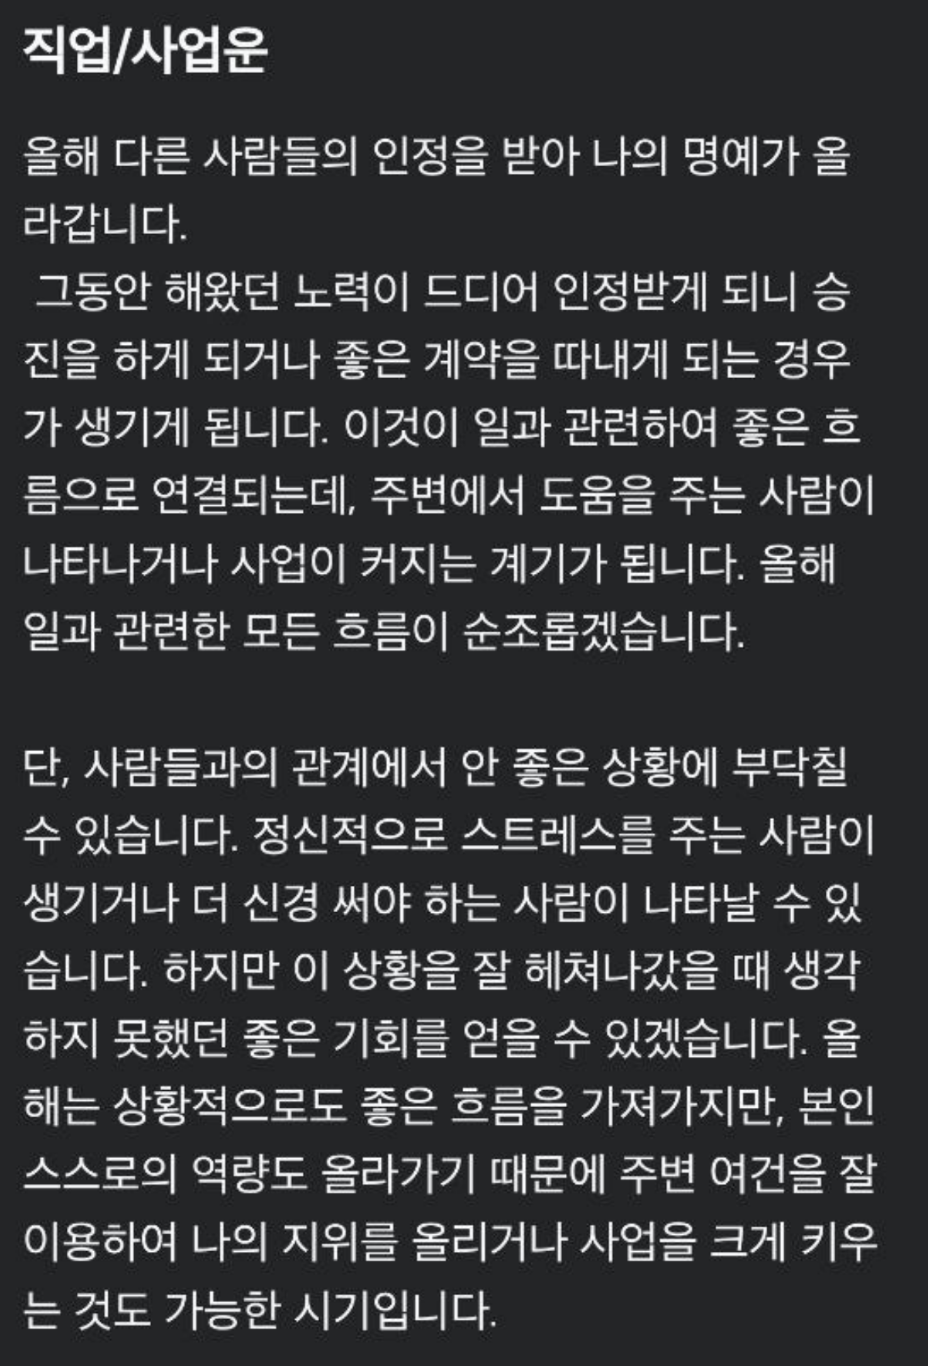 직업/사업운
올해 다른 사람들의 인정을 받아 나의 명예가 올
라갑니다.
그동안 해왔던 노력이 드디어 인정받게 되니 승
진을 하게 되거나 좋은 계약을 따내게 되는 경우
가 생기게 됩니다. 이것이 일과 관련하여 좋은 흐
름으로 연결되는데, 주변에서 도움을 주는 사람이
나타나거나 사업이 커지는 계기가 됩니다. 올해
일과 관련한 모든 흐름이 순조롭겠습니다.
단, 사람들과의 관계에서 안 좋은 상황에 부닥칠
수 있습니다. 정신적으로 스트레스를 주는 사람이
생기거나 더 신경 써야 하는 사람이 나타날 수 있
습니다. 하지만 이 상황을 잘 헤쳐나갔을 때 생각
하지 못했던 좋은 기회를 얻을 수 있겠습니다. 올
해는 상황적으로도 좋은 흐름을 가져가지만, 본인
스스로의 역량도 올라가기 때문에 주변 여건을 잘
이용하여 나의 지위를 올리거나 사업을 크게 키우
는 것도 가능한 시기입니다.